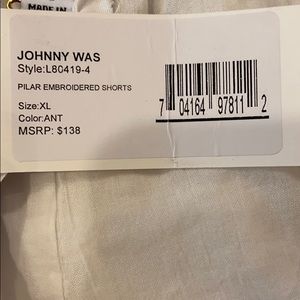 MADE IN
JOHNNY WAS
Style:L80419-4
PILAR EMBROIDERED SHORTS
Size:XL
Color:ANT
MSRP: $138
7 04164 97811 2